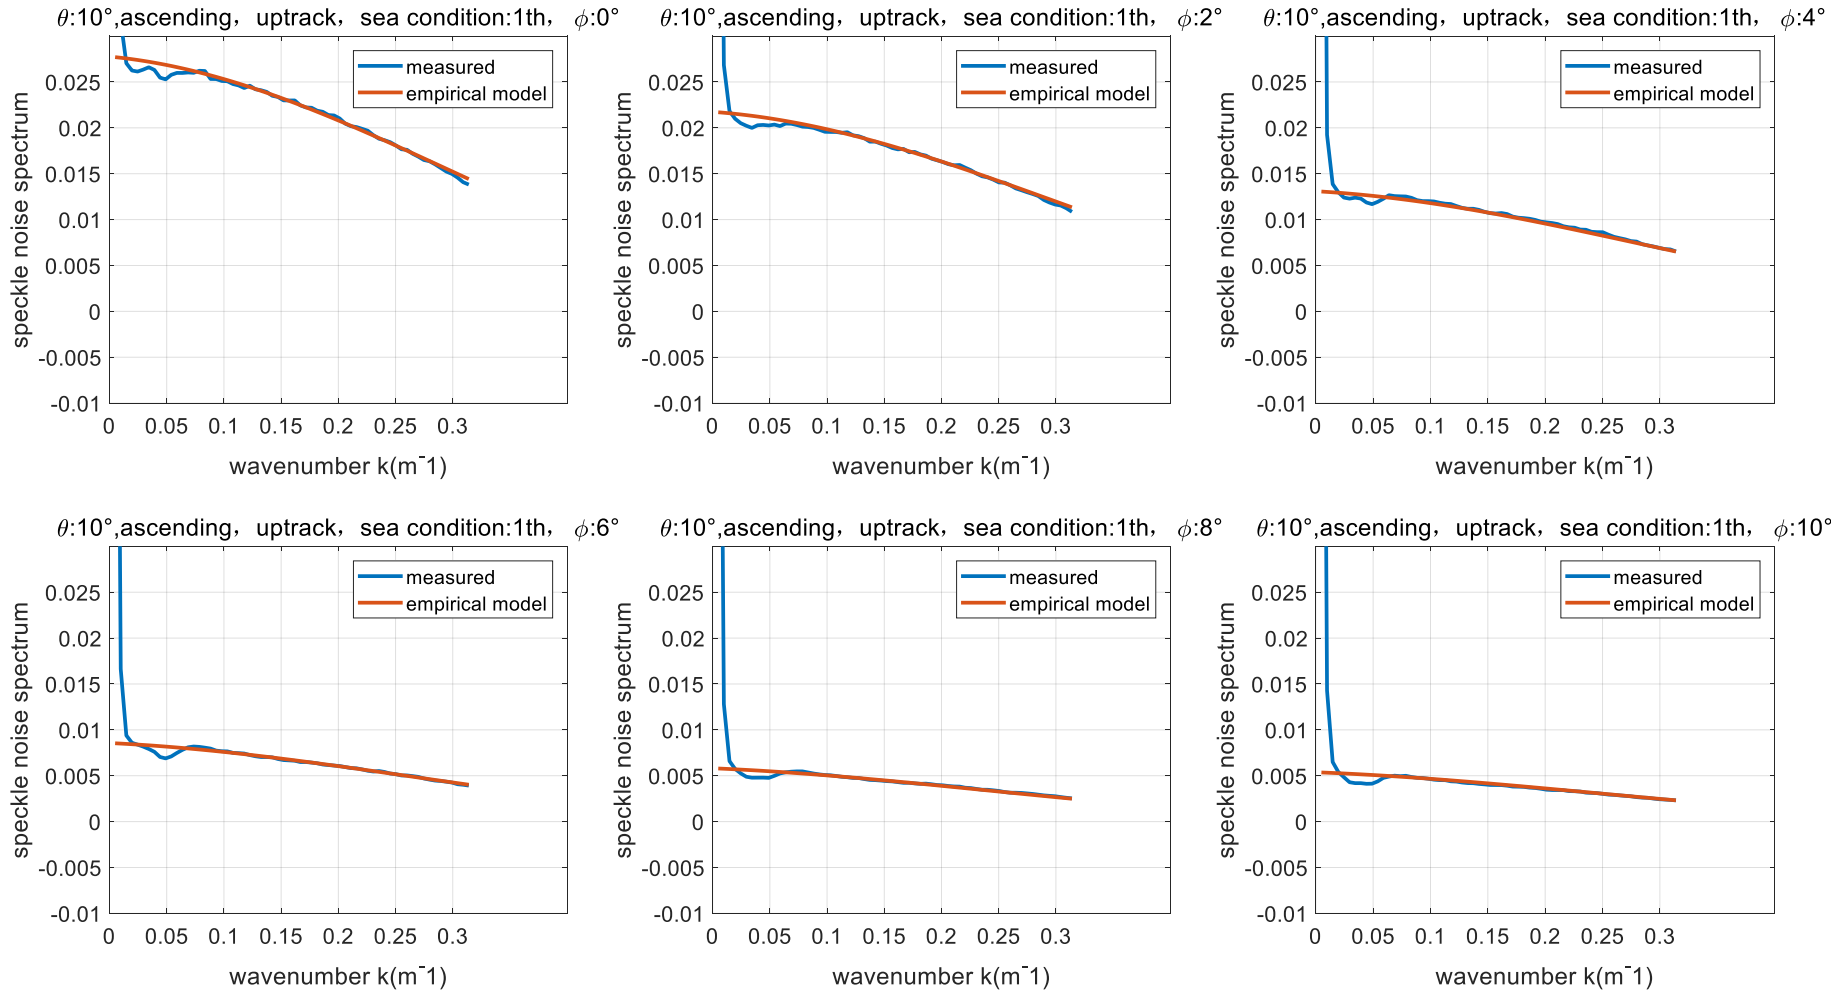 θ:10°,ascending，uptrack，sea condition:1th， ϕ:0°
measured
empirical model
speckle noise spectrum
0.025
0.02
0.015
0.01
0.005
0
-0.005
-0.01
0 0.05 0.1 0.15 0.2 0.25 0.3
wavenumber k(m⁻1)
θ:10°,ascending，uptrack，sea condition:1th， ϕ:2°
measured
empirical model
speckle noise spectrum
0.025
0.02
0.015
0.01
0.005
0
-0.005
-0.01
0 0.05 0.1 0.15 0.2 0.25 0.3
wavenumber k(m⁻1)
θ:10°,ascending，uptrack，sea condition:1th， ϕ:4°
measured
empirical model
speckle noise spectrum
0.025
0.02
0.015
0.01
0.005
0
-0.005
-0.01
0 0.05 0.1 0.15 0.2 0.25 0.3
wavenumber k(m⁻1)
θ:10°,ascending，uptrack，sea condition:1th， ϕ:6°
measured
empirical model
speckle noise spectrum
0.025
0.02
0.015
0.01
0.005
0
-0.005
-0.01
0 0.05 0.1 0.15 0.2 0.25 0.3
wavenumber k(m⁻1)
θ:10°,ascending，uptrack，sea condition:1th， ϕ:8°
measured
empirical model
speckle noise spectrum
0.025
0.02
0.015
0.01
0.005
0
-0.005
-0.01
0 0.05 0.1 0.15 0.2 0.25 0.3
wavenumber k(m⁻1)
θ:10°,ascending，uptrack，sea condition:1th， ϕ:10°
measured
empirical model
speckle noise spectrum
0.025
0.02
0.015
0.01
0.005
0
-0.005
-0.01
0 0.05 0.1 0.15 0.2 0.25 0.3
wavenumber k(m⁻1)